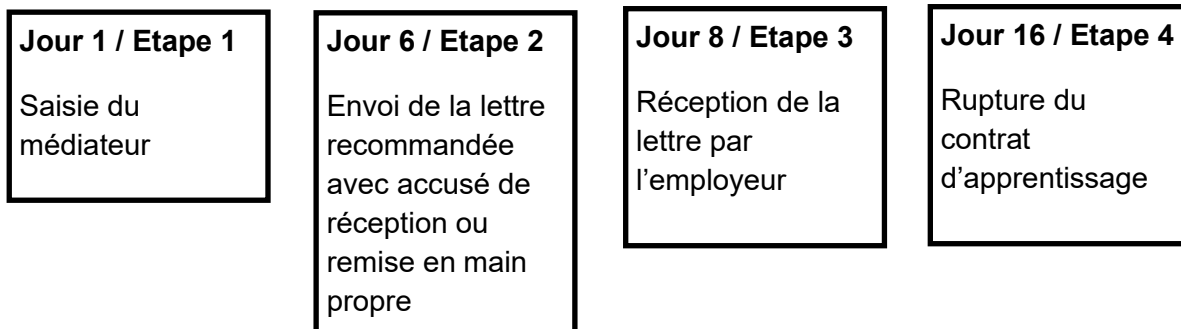 Jour 1 / Etape 1
Saisie du
médiateur
Jour 6 / Etape 2
Envoi de la lettre
recommandée
avec accusé de
réception ou
remise en main
propre
Jour 8 / Etape 3
Réception de la
lettre par
l’employeur
Jour 16 / Etape 4
Rupture du
contrat
d’apprentissage